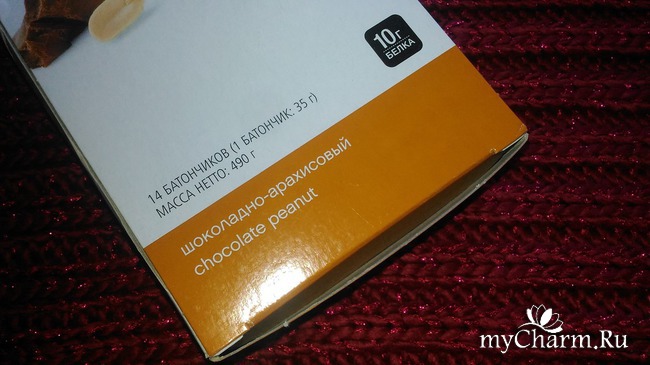 10г
БЕЛКА
14 БАТОНЧИКОВ (1 БАТОНЧИК: 35 г)
МАССА НЕТТО: 490 г
шоколадно-арахисовый
chocolate peanut
myCharm.Ru